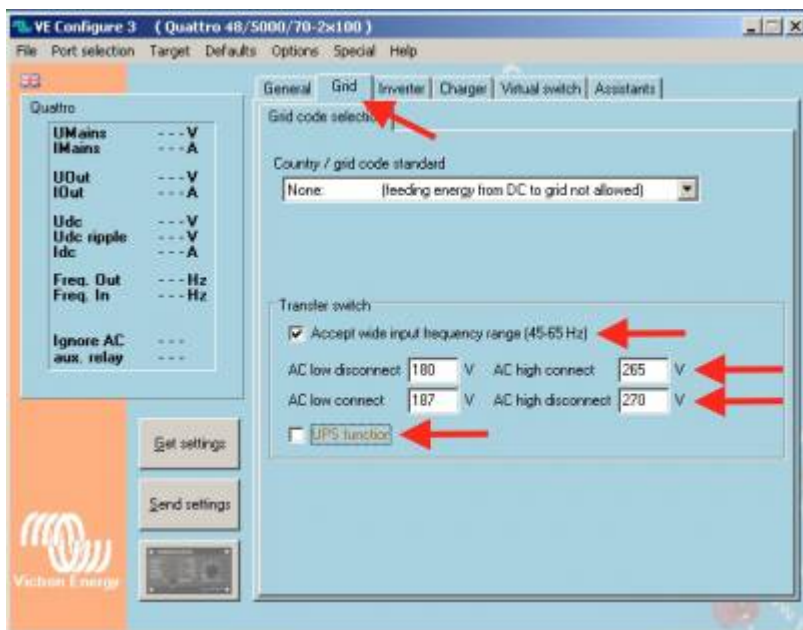 VE Configure 3 ( Quattro 48/5000/70-2x100 )
File Port selection Target Defaults Options Special Help
General Grid Inverter Charger Virtual switch Assistants
Quattro
UMains ---V
IMains ---A
UOut ---V
IOut ---A
Udc ---V
Udc ripple ---V
Idc ---A
Freq. Out ---Hz
Freq. In ---Hz
Ignore AC ---
aux. relay ---
Get settings
Send settings
Victron Energy
Grid code selection
Country / grid code standard
None: (feeding energy from DC to grid not allowed)
Transfer switch
Accept wide input frequency range (45-65 Hz)
AC low disconnect 180 V AC high connect 265 V
AC low connect 187 V AC high disconnect 270 V
UPS function